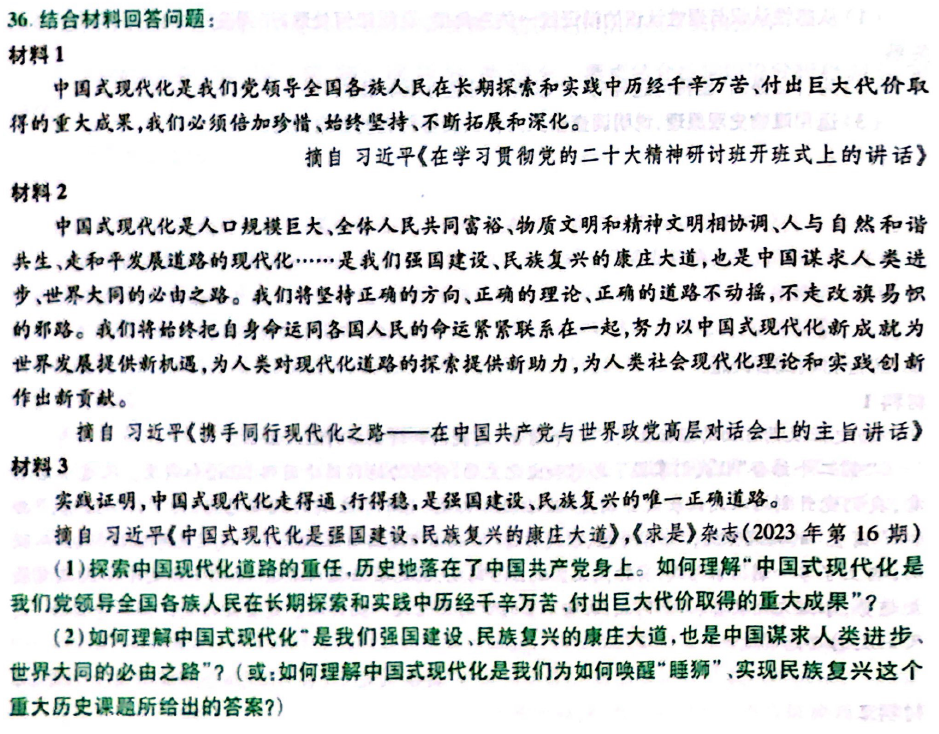 36. 结合材料回答问题：
材料 1
中国式现代化是我们党领导全国各族人民在长期探索和实践中历经千辛万苦、付出巨大代价取
得的重大成果，我们必须倍加珍惜、始终坚持、不断拓展和深化。
摘自 习近平《在学习贯彻党的二十大精神研讨班开班式上的讲话》
材料 2
中国式现代化是人口规模巨大、全体人民共同富裕、物质文明和精神文明相协调、人与自然和谐
共生、走和平发展道路的现代化……是我们强国建设、民族复兴的康庄大道，也是中国谋求人类进
步、世界大同的必由之路。我们将坚持正确的方向、正确的理论、正确的道路不动摇，不走改旗易帜
的邪路。我们将始终把自身命运同各国人民的命运紧紧联系在一起，努力以中国式现代化新成就为
世界发展提供新机遇，为人类对现代化道路的探索提供新助力，为人类社会现代化理论和实践创新
作出新贡献。
摘自 习近平《携手同行现代化之路——在中国共产党与世界政党高层对话会上的主旨讲话》
材料 3
实践证明，中国式现代化走得通、行得稳，是强国建设、民族复兴的唯一正确道路。
摘自 习近平《中国式现代化是强国建设、民族复兴的康庄大道》，《求是》杂志(2023 年第 16 期)
(1)探索中国现代化道路的重任，历史地落在了中国共产党身上。如何理解“中国式现代化是
我们党领导全国各族人民在长期探索和实践中历经千辛万苦、付出巨大代价取得的重大成果”？
(2)如何理解中国式现代化“是我们强国建设、民族复兴的康庄大道，也是中国谋求人类进步、
世界大同的必由之路”？(或：如何理解中国式现代化是我们为如何唤醒“睡狮”、实现民族复兴这个
重大历史课题所给出的答案？)